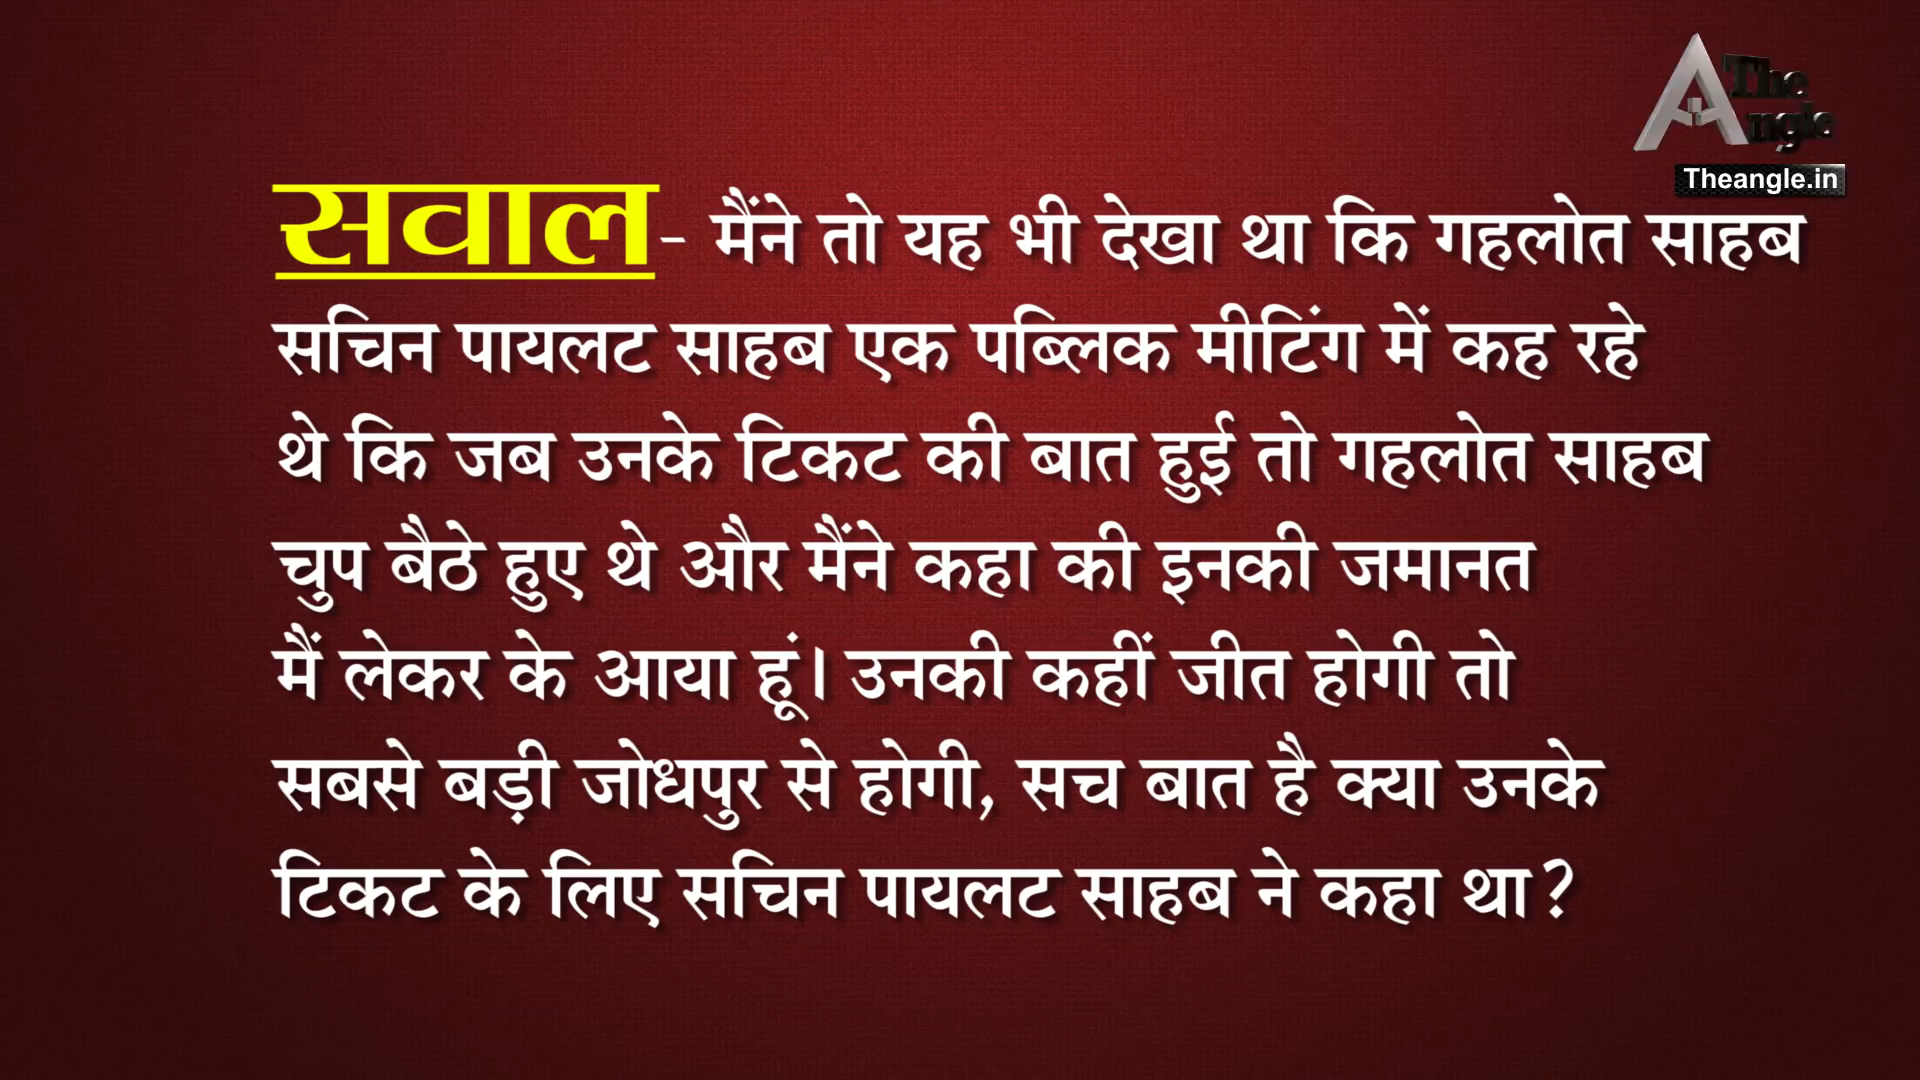 The
Angle
Theangle.in
सवाल- मैंने तो यह भी देखा था कि गहलोत साहब
सचिन पायलट साहब एक पब्लिक मीटिंग में कह रहे
थे कि जब उनके टिकट की बात हुई तो गहलोत साहब
चुप बैठे हुए थे और मैंने कहा की इनकी जमानत
मैं लेकर के आया हूं। उनकी कहीं जीत होगी तो
सबसे बड़ी जोधपुर से होगी, सच बात है क्या उनके
टिकट के लिए सचिन पायलट साहब ने कहा था?